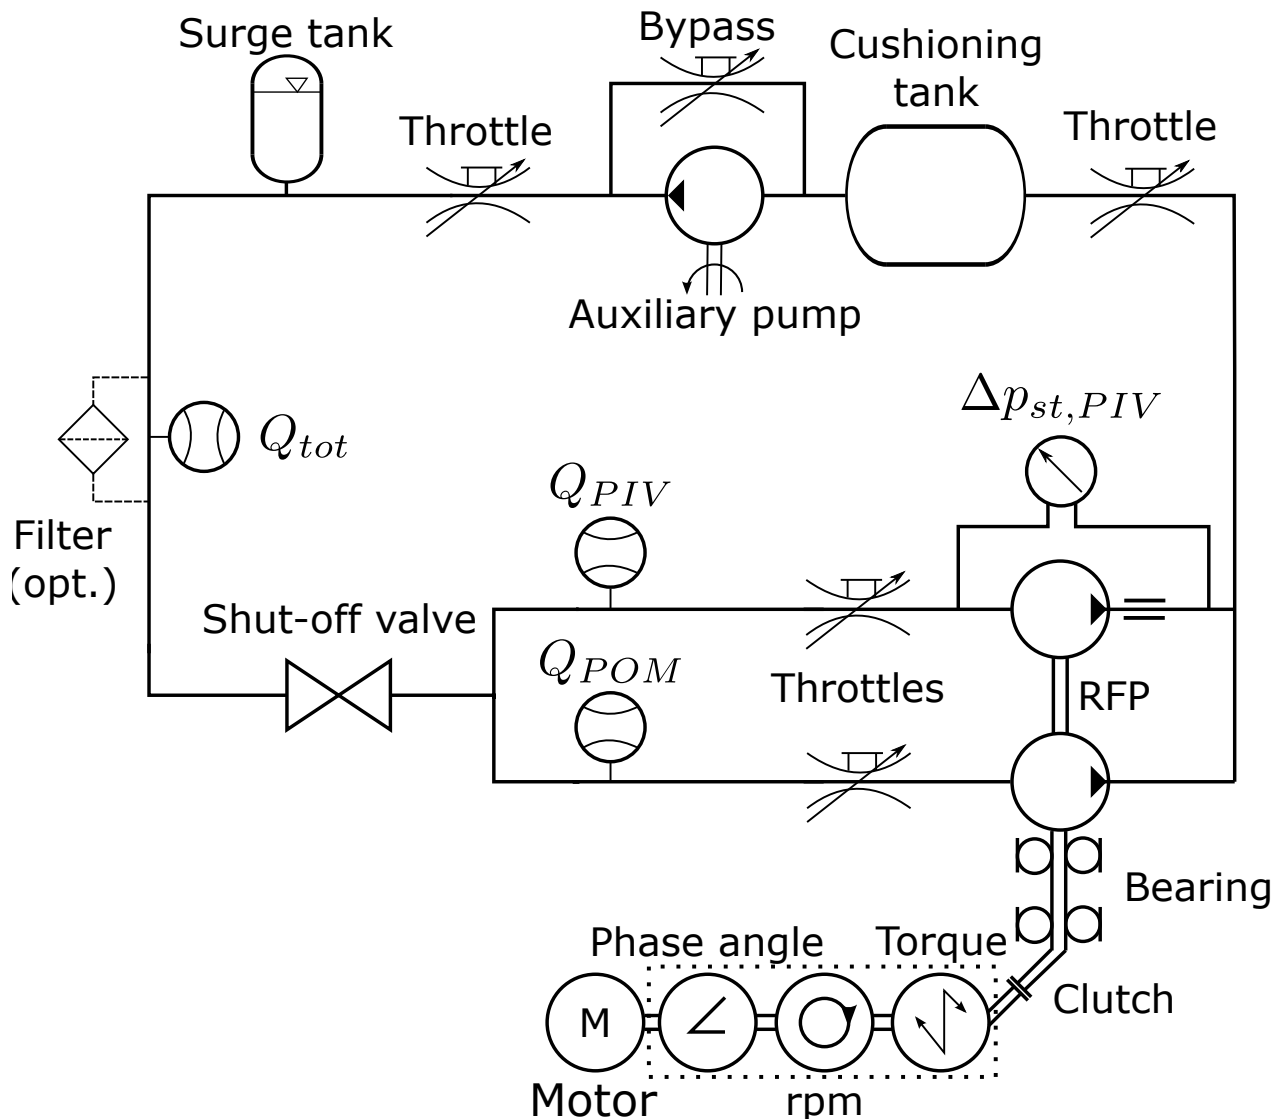 Surge tank
Bypass
Cushioning
tank
Throttle
Throttle
Auxiliary pump
Δp_{st,PIV}
Q_{tot}
Q_{PIV}
Filter
(opt.)
Shut-off valve
Q_{POM}
Throttles
RFP
Bearing
Phase angle
Torque
Clutch
M
Motor
rpm